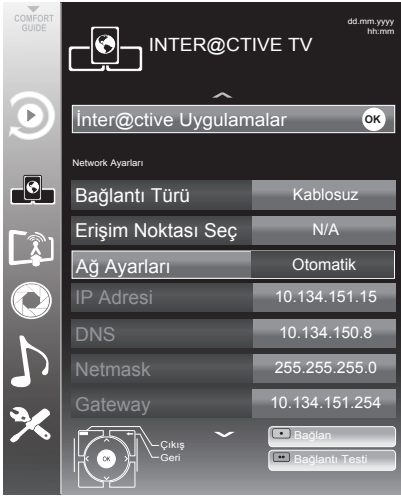 COMFORT
GUIDE
INTER@CTIVE TV
dd.mm.yyyy
hh:mm
İnter@ctive Uygulamalar OK
Network Ayarları
Bağlantı Türü Kablosuz
Erişim Noktası Seç N/A
Ağ Ayarları Otomatik
IP Adresi 10.134.151.15
DNS 10.134.150.8
Netmask 255.255.255.0
Gateway 10.134.151.254
OK
Çıkış
Geri
Bağlan
Bağlantı Testi